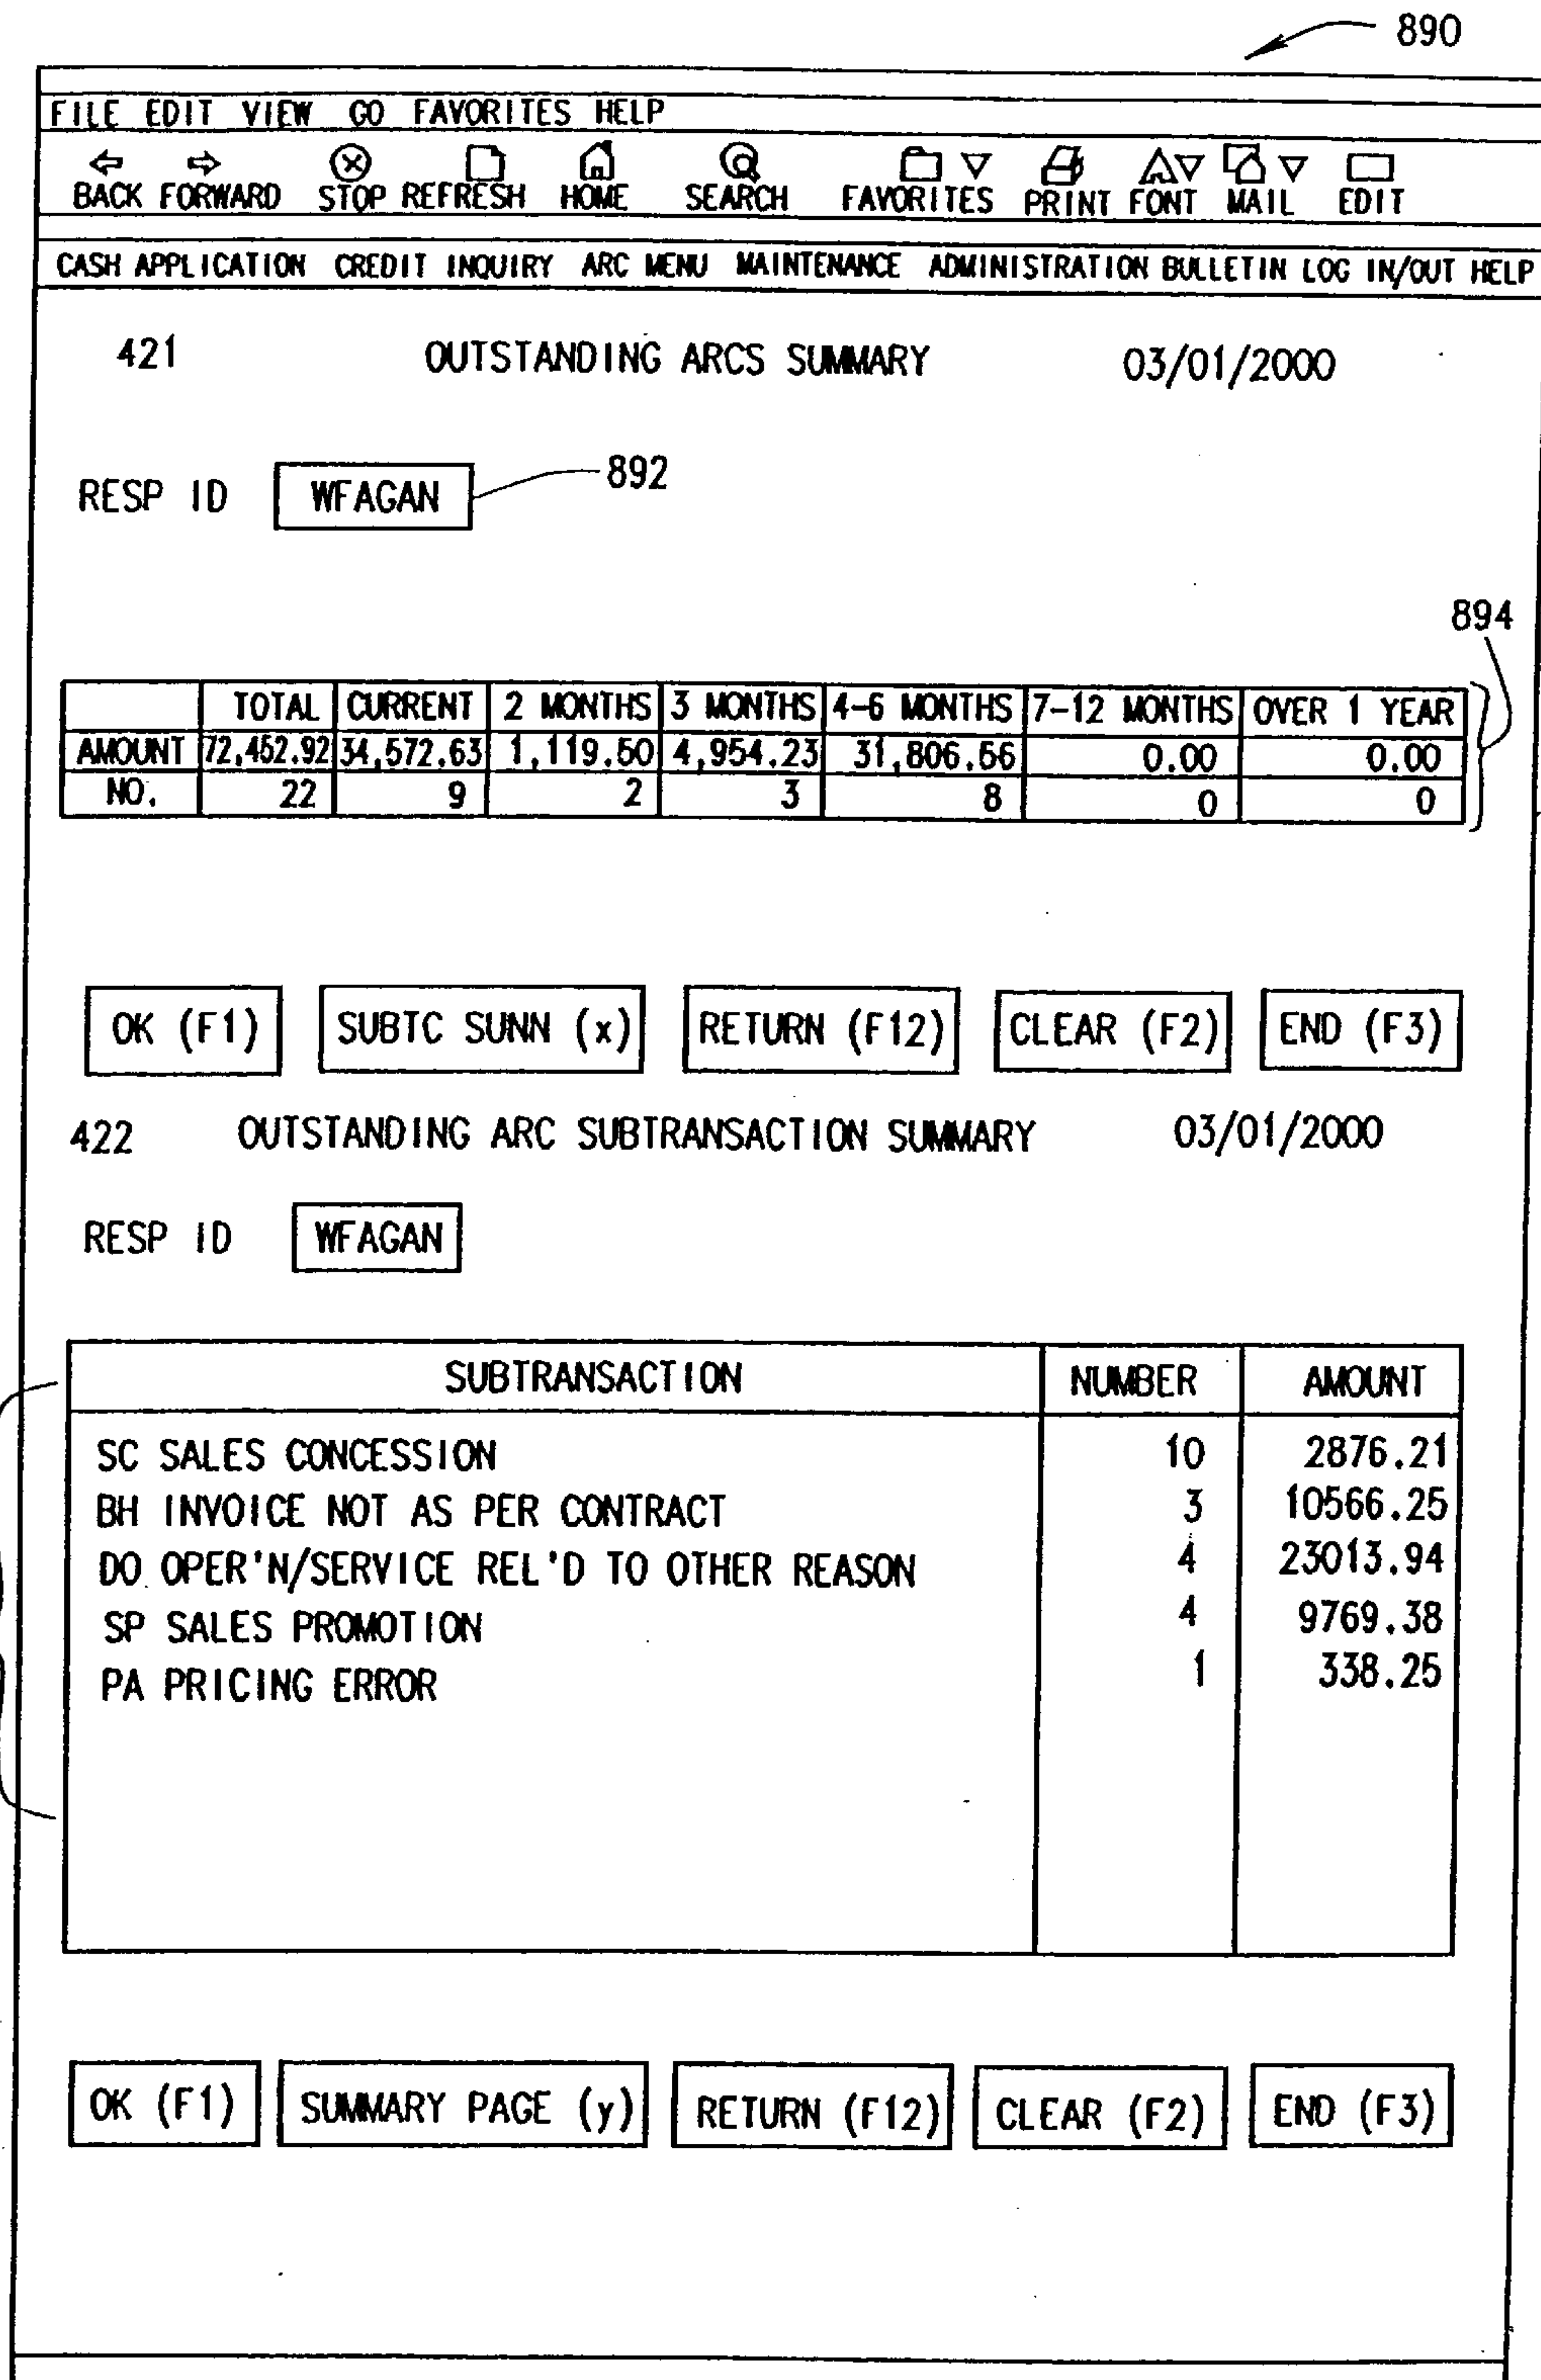 890
FILE EDIT VIEW GO FAVORITES HELP
BACK FORWARD STOP REFRESH HOME SEARCH FAVORITES PRINT FONT MAIL EDIT
CASH APPLICATION CREDIT INQUIRY ARC MENU MAINTENANCE ADMINISTRATION BULLETIN LOG IN/OUT HELP
421 OUTSTANDING ARCS SUMMARY 03/01/2000
RESP ID WFAGAN 892
894
TOTAL CURRENT 2 MONTHS 3 MONTHS 4-6 MONTHS 7-12 MONTHS OVER 1 YEAR
AMOUNT 72,452.92 34,572.63 1,119.50 4,954.23 31,806.56 0.00 0.00
NO. 22 9 2 3 8 0 0
OK (F1) SUBTC SUNN (x) RETURN (F12) CLEAR (F2) END (F3)
422 OUTSTANDING ARC SUBTRANSACTION SUMMARY 03/01/2000
RESP ID WFAGAN
SUBTRANSACTION NUMBER AMOUNT
SC SALES CONCESSION 10 2876.21
BH INVOICE NOT AS PER CONTRACT 3 10566.25
DO OPER'N/SERVICE REL'D TO OTHER REASON 4 23013.94
SP SALES PROMOTION 4 9769.38
PA PRICING ERROR 1 338.25
OK (F1) SUMMARY PAGE (y) RETURN (F12) CLEAR (F2) END (F3)